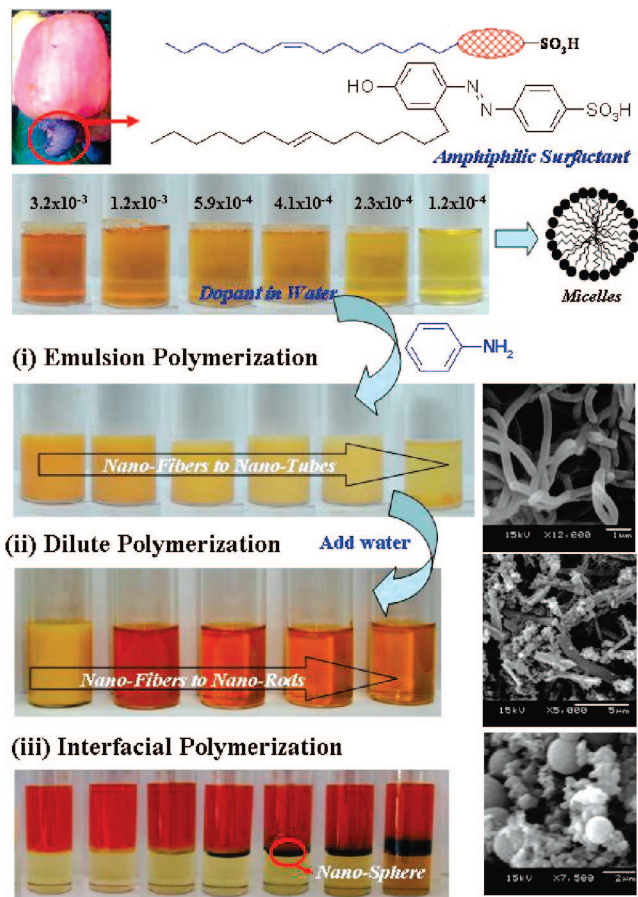 SO₃H
HO
N
N
SO₃H
Amphiphilic Surfactant
3.2x10⁻³ 1.2x10⁻³ 5.9x10⁻⁴ 4.1x10⁻⁴ 2.3x10⁻⁴ 1.2x10⁻⁴
Dopant in Water
Micelles
(i) Emulsion Polymerization
NH₂
Nano-Fibers to Nano-Tubes
15kV X12,000 1μm
(ii) Dilute Polymerization
Add water
Nano-Fibers to Nano-Rods
15kV X5,000 5μm
(iii) Interfacial Polymerization
Nano-Sphere
15kV X7,500 2μm